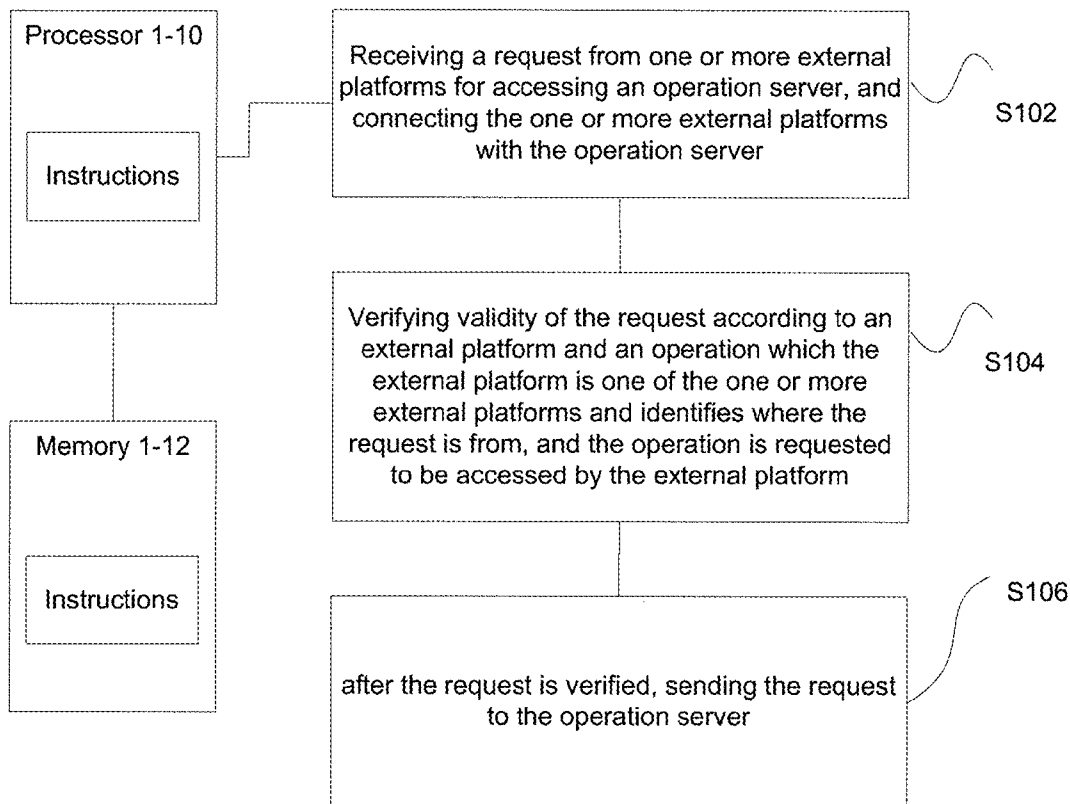 Processor 1-10
Instructions
Memory 1-12
Instructions
Receiving a request from one or more external
platforms for accessing an operation server, and
connecting the one or more external platforms
with the operation server
S102
Verifying validity of the request according to an
external platform and an operation which the
external platform is one of the one or more
external platforms and identifies where the
request is from, and the operation is requested
to be accessed by the external platform
S104
after the request is verified, sending the request
to the operation server
S106